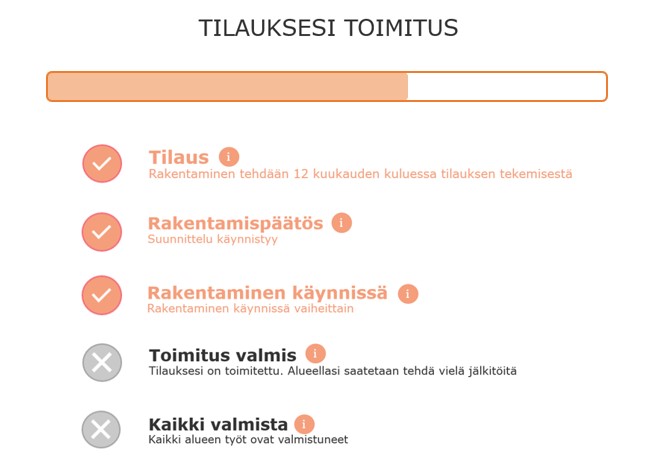 TILAUKSESI TOIMITUS
Tilaus i
Rakentaminen tehdään 12 kuukauden kuluessa tilauksen tekemisestä
Rakentamispäätös i
Suunnittelu käynnistyy
Rakentaminen käynnissä i
Rakentaminen käynnissä vaiheittain
Toimitus valmis i
Tilauksesi on toimitettu. Alueellasi saatetaan tehdä vielä jälkitöitä
Kaikki valmista i
Kaikki alueen työt ovat valmistuneet